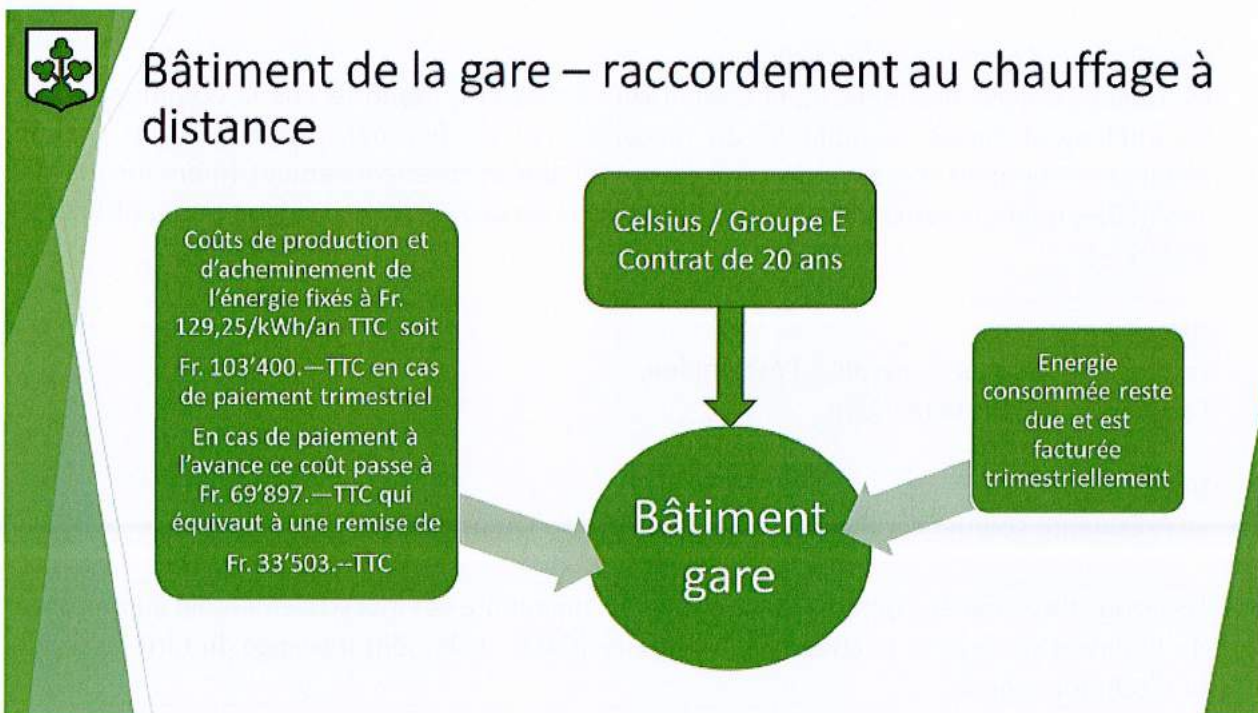 Bâtiment de la gare – raccordement au chauffage à
distance
Coûts de production et
d'acheminement de
l'énergie fixés à Fr.
129,25/kWh/an TTC soit
Fr. 103'400.—TTC en cas
de paiement trimestriel
En cas de paiement à
l'avance ce coût passe à
Fr. 69'897.—TTC qui
équivaut à une remise de
Fr. 33'503.--TTC
Celsius / Groupe E
Contrat de 20 ans
Energie
consommée reste
due et est
facturée
trimestriellement
Bâtiment
gare